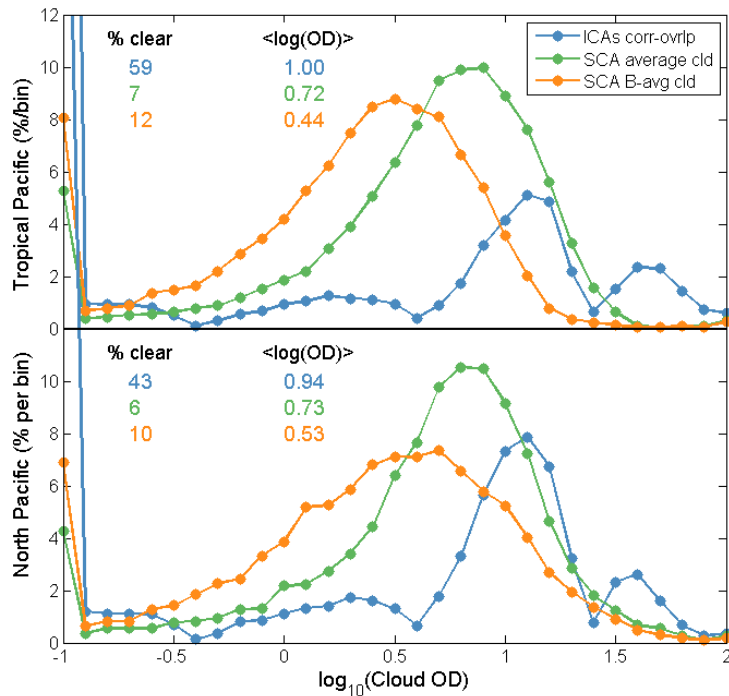 12
10
8
6
4
2
0
Tropical Pacific (%/bin)
% clear <log(OD)>
59 1.00
7 0.72
12 0.44
ICAs corr-ovrlp
SCA average cld
SCA B-avg cld
10
8
6
4
2
0
North Pacific (% per bin)
% clear <log(OD)>
43 0.94
6 0.73
10 0.53
-1 -0.5 0 0.5 1 1.5 2
log10(Cloud OD)